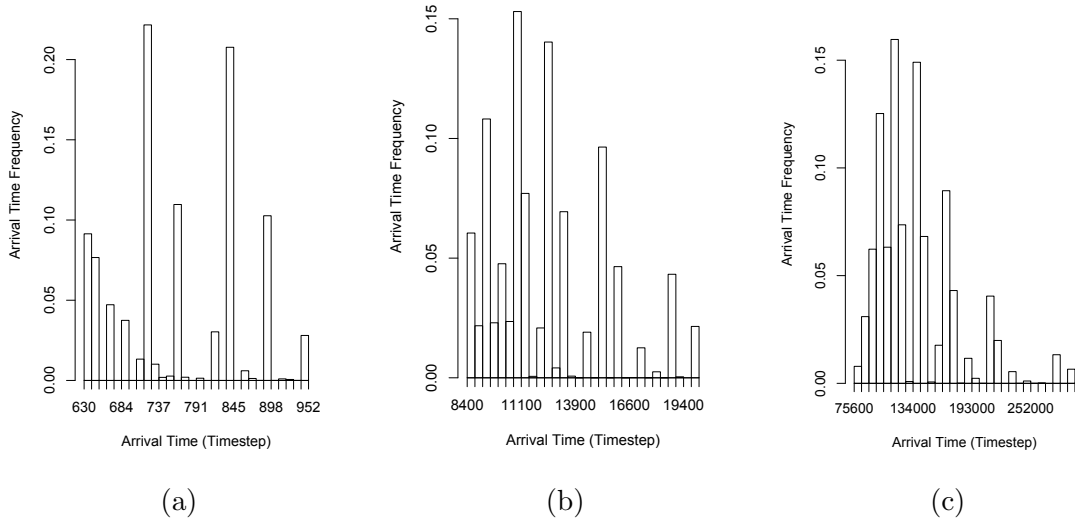 0.20
0.15
0.10
0.05
0.00
Arrival Time Frequency
630 684 737 791 845 898 952
Arrival Time (Timestep)
(a)
0.15
0.10
0.05
0.00
Arrival Time Frequency
8400 11100 13900 16600 19400
Arrival Time (Timestep)
(b)
0.15
0.10
0.05
0.00
Arrival Time Frequency
75600 134000 193000 252000
Arrival Time (Timestep)
(c)